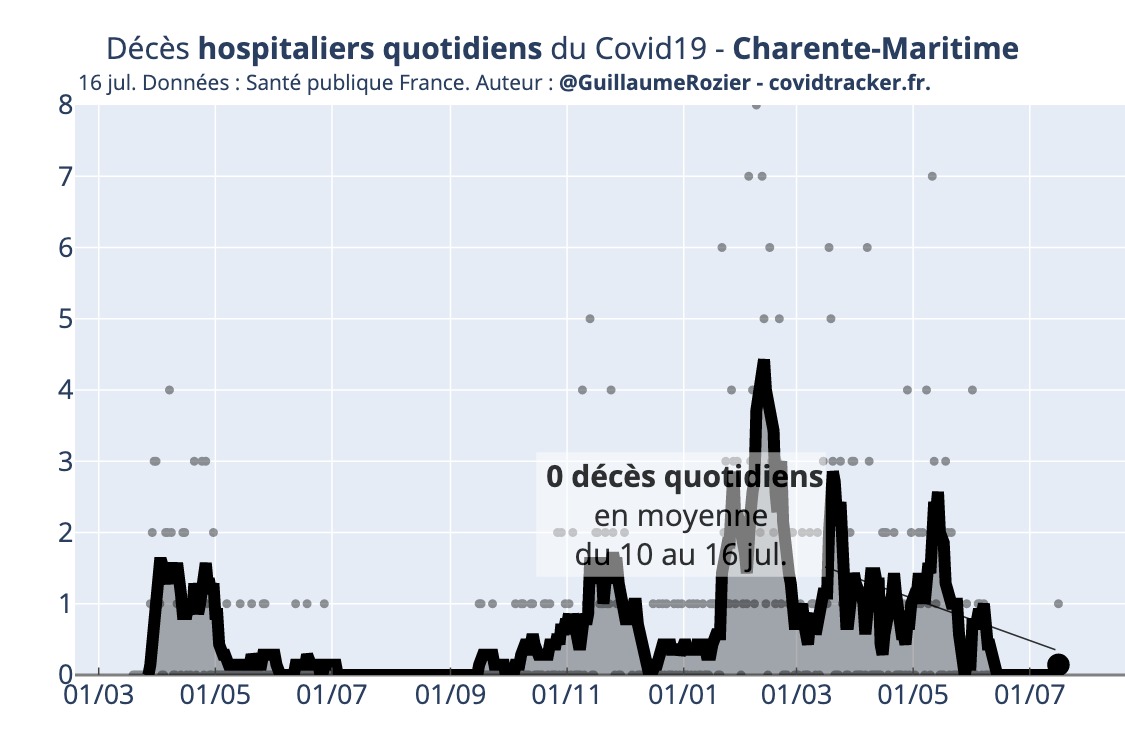 Décès hospitaliers quotidiens du Covid19 - Charente-Maritime
16 jul. Données : Santé publique France. Auteur : @GuillaumeRozier - covidtracker.fr.
8
7
6
5
4
3
2
1
0
0 décès quotidiens
en moyenne
du 10 au 16 jul.
01/03 01/05 01/07 01/09 01/11 01/01 01/03 01/05 01/07